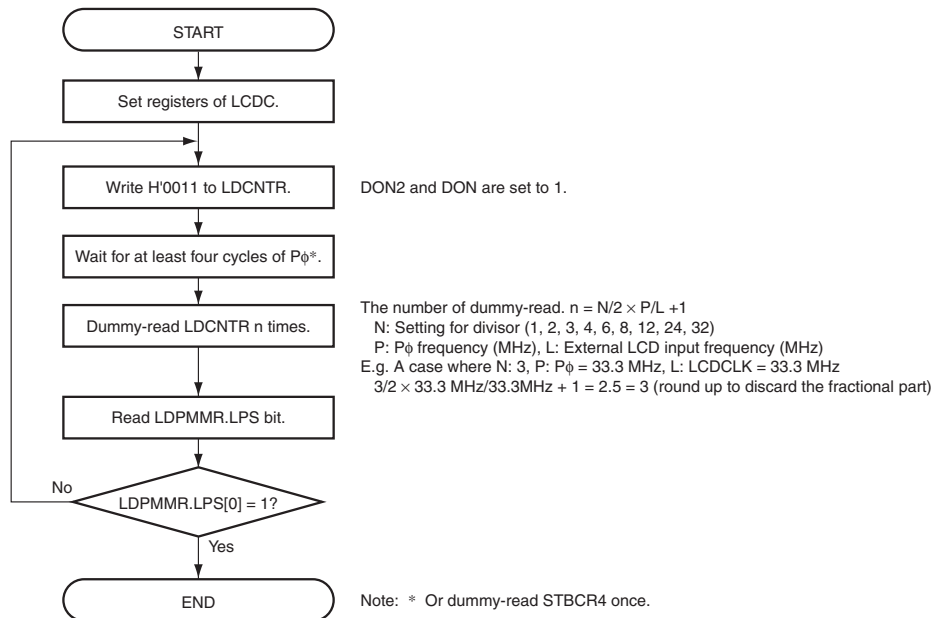 START
Set registers of LCDC.
Write H'0011 to LDCNTR.
DON2 and DON are set to 1.
Wait for at least four cycles of Pϕ*.
Dummy-read LDCNTR n times.
The number of dummy-read. n = N/2 × P/L +1
N: Setting for divisor (1, 2, 3, 4, 6, 8, 12, 24, 32)
P: Pϕ frequency (MHz), L: External LCD input frequency (MHz)
E.g. A case where N: 3, P: Pϕ = 33.3 MHz, L: LCDCLK = 33.3 MHz
3/2 × 33.3 MHz/33.3MHz + 1 = 2.5 = 3 (round up to discard the fractional part)
Read LDPMMR.LPS bit.
No
LDPMMR.LPS[0] = 1?
Yes
END
Note: * Or dummy-read STBCR4 once.